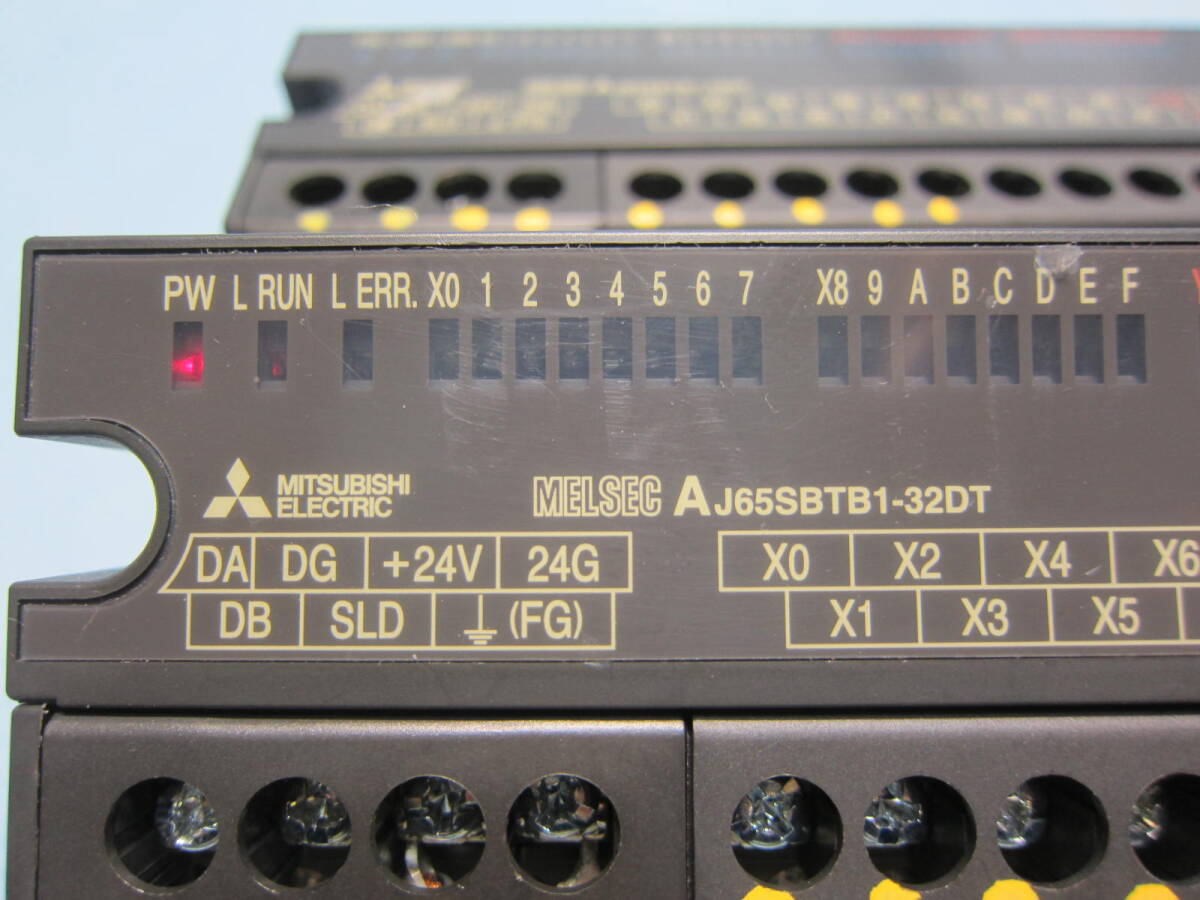 PW L RUN L ERR. X0 1 2 3 4 5 6 7 X8 9 A B C D E F
MITSUBISHI
ELECTRIC
MELSEC AJ65SBTB1-32DT
DA DG +24V 24G X0 X2 X4 X6
DB SLD (FG) X1 X3 X5